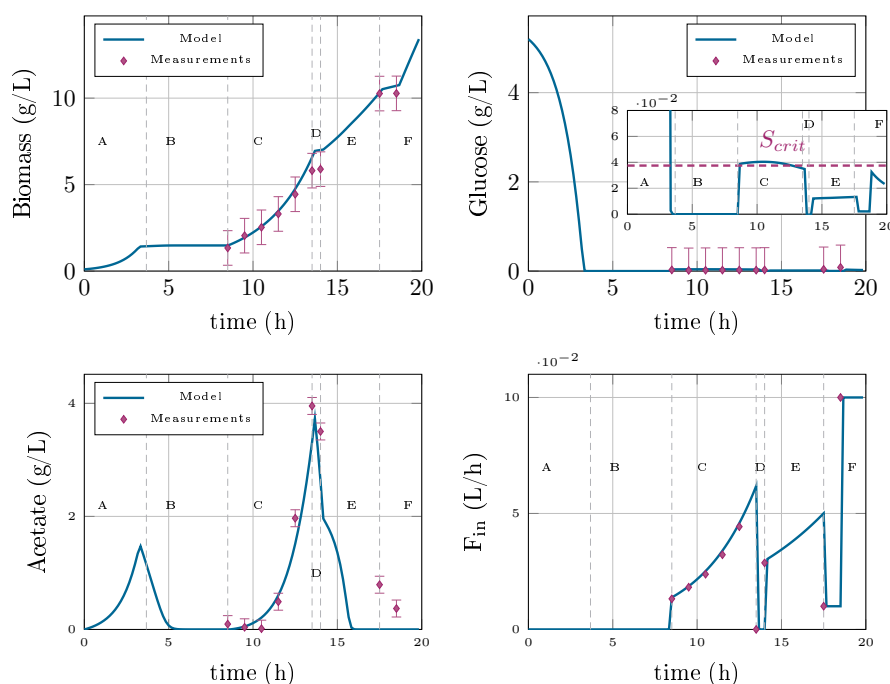 Model
Measurements
10
5
0
Biomass (g/L)
A
B
C
D
E
F
0
5
10
15
20
time (h)
Model
Measurements
4
2
0
Glucose (g/L)
·10⁻²
8
6
4
2
0
S_crit
A
B
C
D
E
F
0
5
10
15
20
0
5
10
15
20
time (h)
Model
Measurements
4
2
0
Acetate (g/L)
A
B
C
D
E
F
0
5
10
15
20
time (h)
·10⁻²
10
5
0
F_in (L/h)
A
B
C
D
E
F
0
5
10
15
20
time (h)